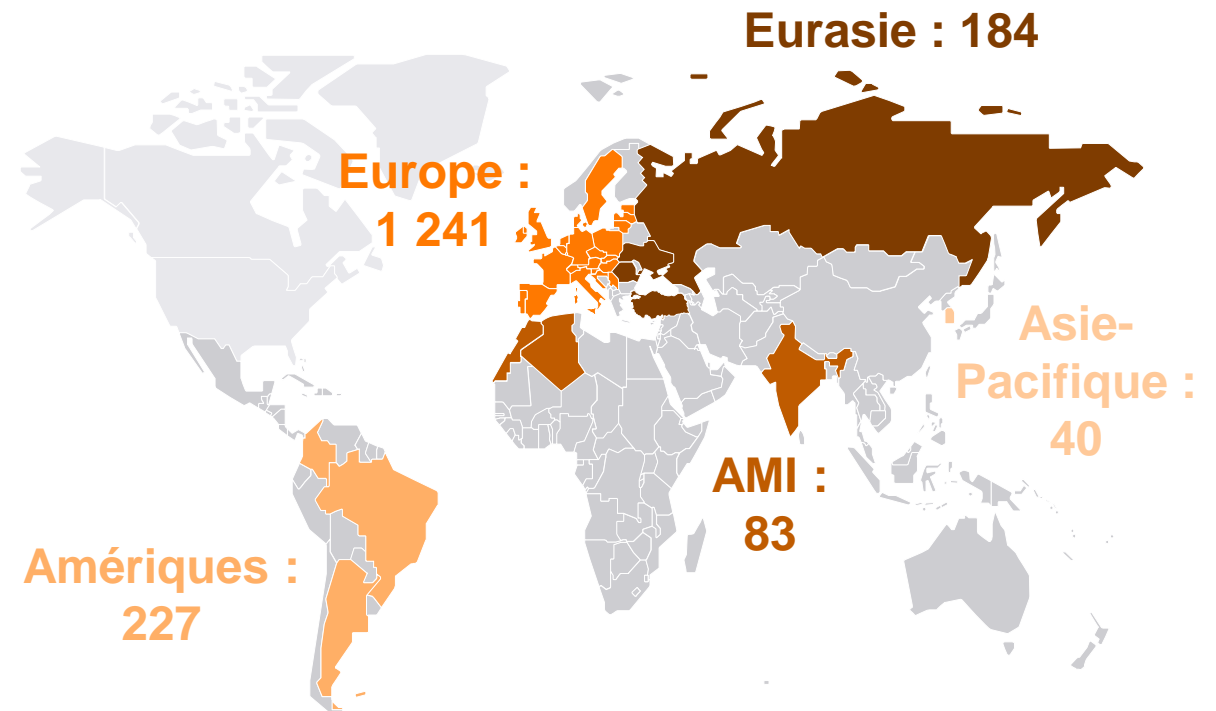 Eurasie : 184
Europe :
1 241
Asie-
Pacifique :
40
AMI :
83
Amériques :
227